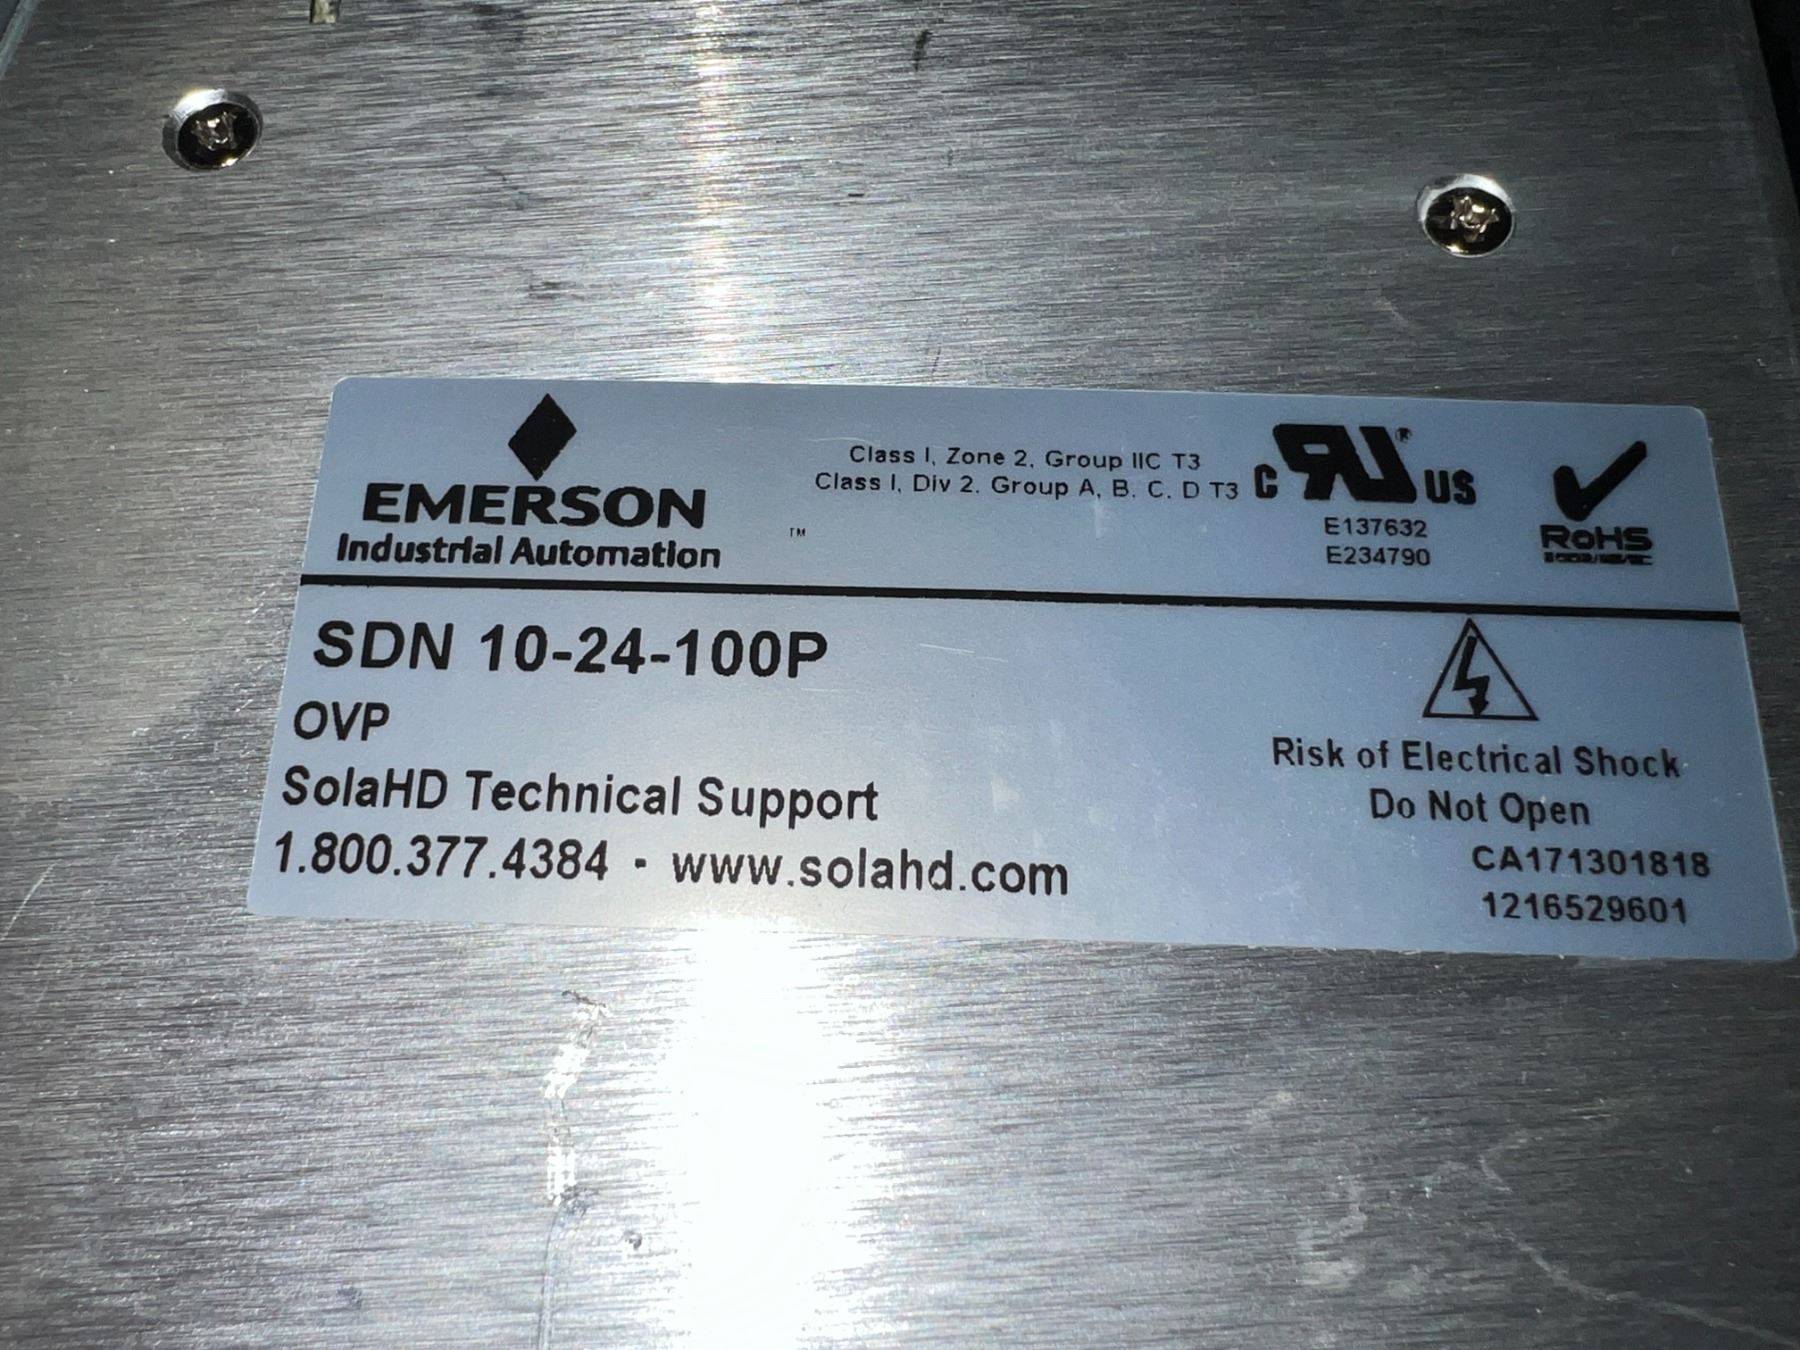 EMERSON
Industrial Automation
™
Class I, Zone 2, Group IIC T3
Class I, Div 2. Group A, B, C, D T3
C RU® US
E137632
E234790
RoHS
SDN 10-24-100P
OVP
SolaHD Technical Support
1.800.377.4384 · www.solahd.com
Risk of Electrical Shock
Do Not Open
CA171301818
1216529601